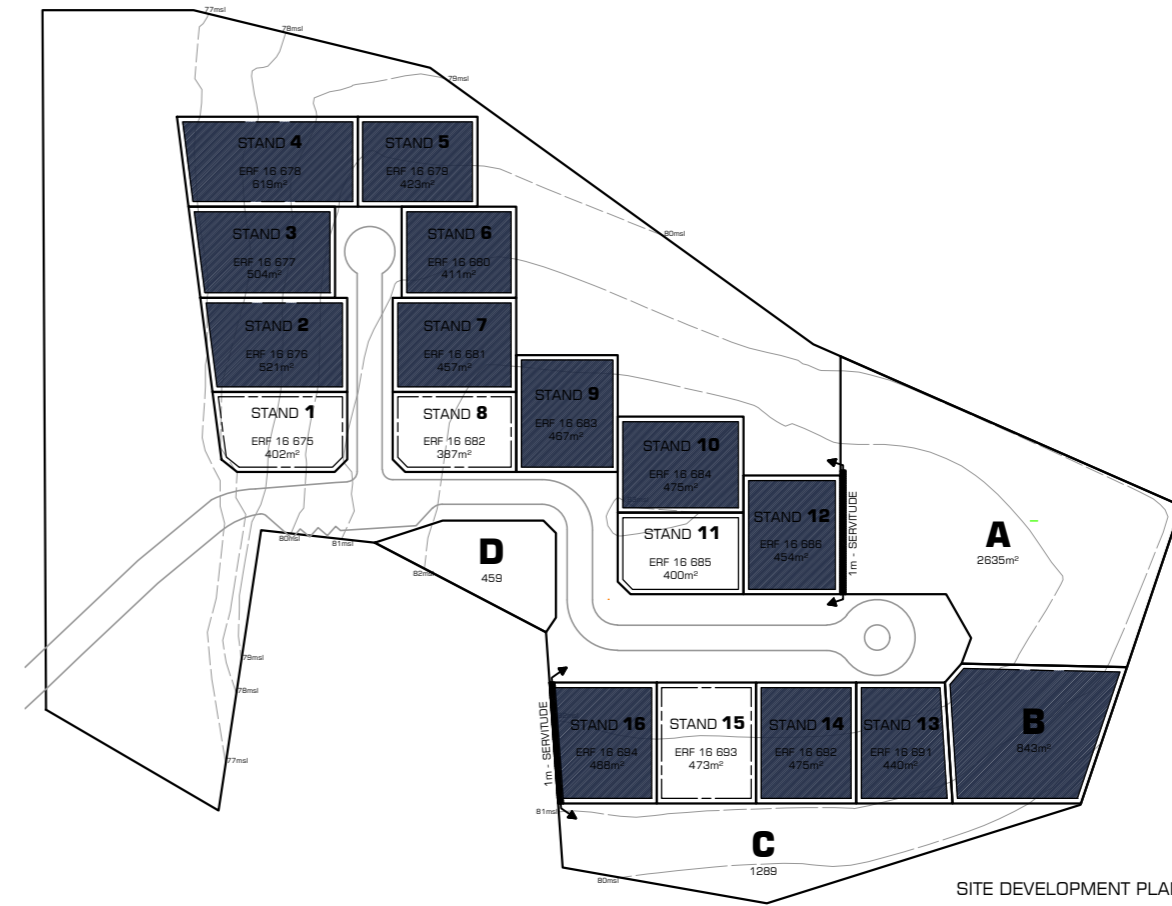 77msl
78msl
79msl
STAND 4
ERF 16 678
618m²
STAND 5
ERF 16 679
423m²
STAND 3
ERF 16 677
504m²
STAND 6
ERF 16 680
411m²
80msl
STAND 2
ERF 16 676
521m²
STAND 7
ERF 16 681
457m²
STAND 1
ERF 16 675
402m²
STAND 8
ERF 16 682
387m²
STAND 9
ERF 16 683
467m²
STAND 10
ERF 16 684
475m²
STAND 11
ERF 16 685
400m²
STAND 12
ERF 16 686
454m²
1m - SERVITUDE
A
2635m²
80msl
81msl
82msl
D
459
79msl
78msl
77msl
1m - SERVITUDE
STAND 16
ERF 16 694
488m²
STAND 15
ERF 16 693
473m²
STAND 14
ERF 16 692
475m²
STAND 13
ERF 16 691
440m²
B
843m²
81msl
C
1289
80msl
SITE DEVELOPMENT PLAN